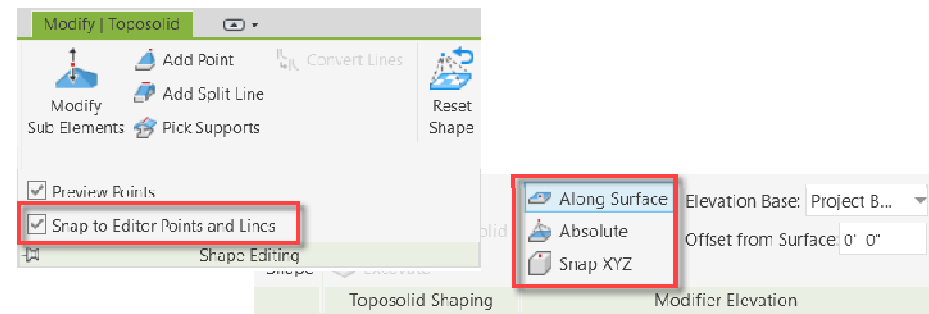 Modify | Toposolid
Add Point
Convert Lines
Add Split Line
Modify
Sub Elements
Pick Supports
Reset
Shape
Preview Points
Snap to Editor Points and Lines
Shape Editing
Along Surface
Elevation Base: Project B...
Absolute
Offset from Surface: 0' 0"
Snap XYZ
Shape
Excavate
Toposolid Shaping
Modifier Elevation